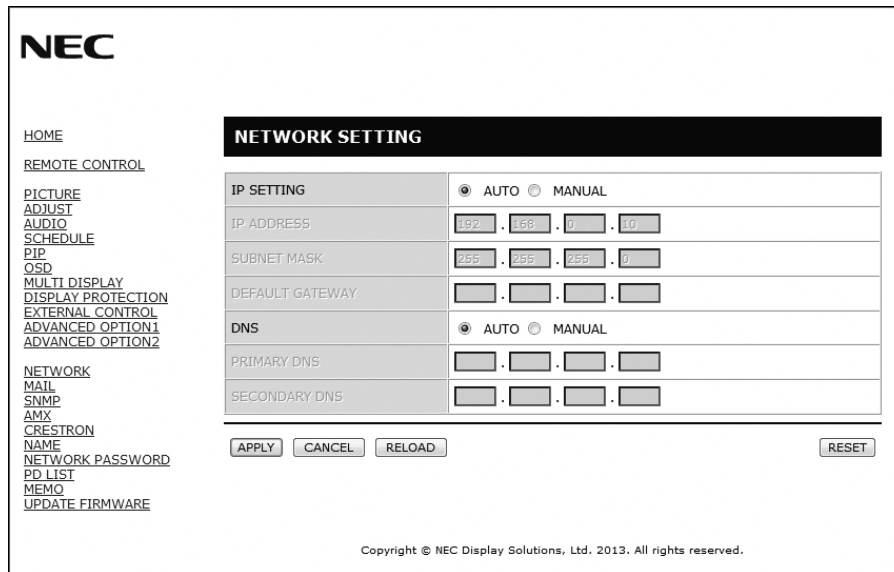 NEC
HOME
REMOTE CONTROL
PICTURE
ADJUST
AUDIO
SCHEDULE
PIP
OSD
MULTI DISPLAY
DISPLAY PROTECTION
EXTERNAL CONTROL
ADVANCED OPTION1
ADVANCED OPTION2
NETWORK
MAIL
SNMP
AMX
CRESTRON
NAME
NETWORK PASSWORD
PD LIST
MEMO
UPDATE FIRMWARE
NETWORK SETTING
IP SETTING AUTO MANUAL
IP ADDRESS 192 . 168 . 0 . 10
SUBNET MASK 255 . 255 . 255 . 0
DEFAULT GATEWAY . . .
DNS AUTO MANUAL
PRIMARY DNS . . .
SECONDARY DNS . . .
APPLY CANCEL RELOAD RESET
Copyright © NEC Display Solutions, Ltd. 2013. All rights reserved.